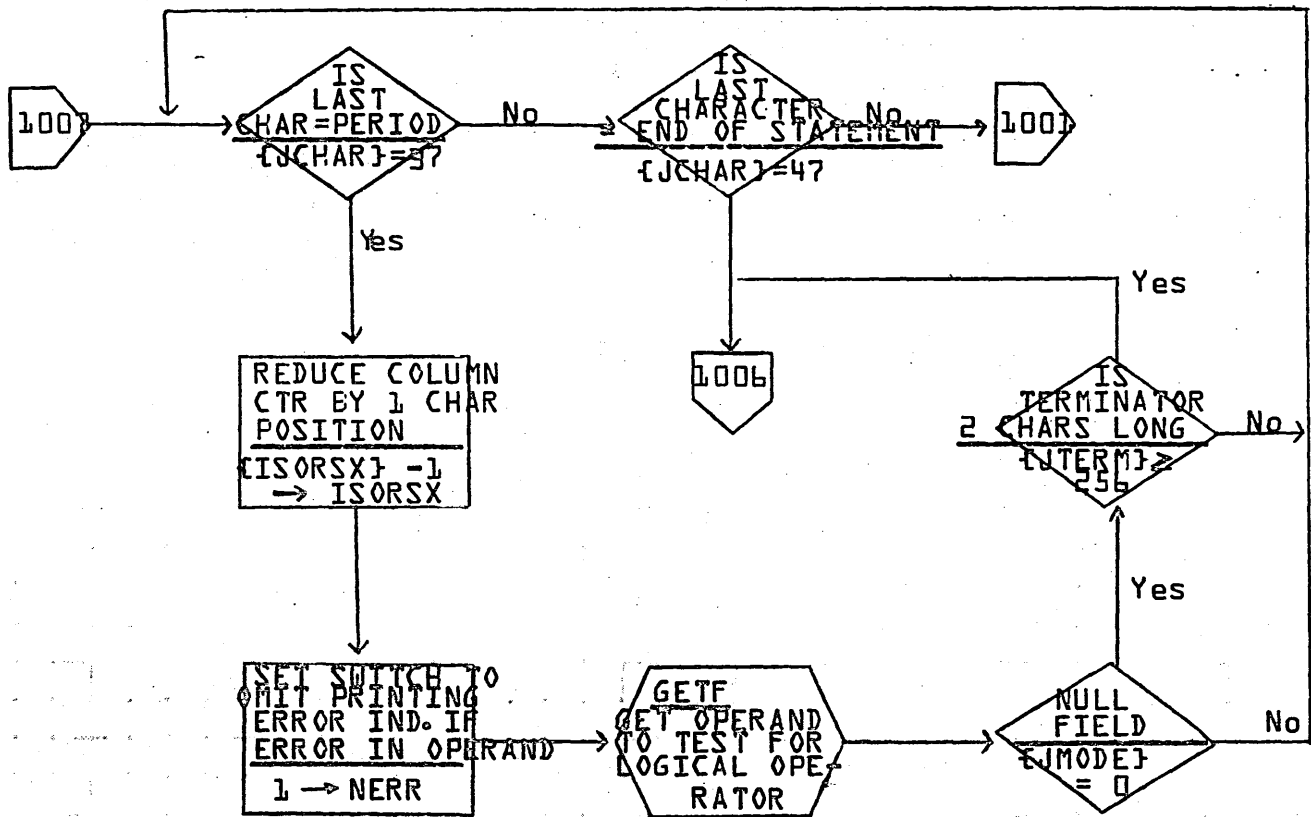 1003
IS
LAST
CHAR=PERIOD
{JCHAR}=37
No
IS
LAST
CHARACTER
= END OF STATEMENT
{JCHAR}=47
No
1001
Yes
REDUCE COLUMN
CTR BY 1 CHAR
POSITION
{ISORSX} -1
→ ISORSX
1006
Yes
IS
TERMINATOR
2 CHARS LONG
{JTERM}≥
256
No
Yes
SET SWITCH TO
OMIT PRINTING
ERROR IND. IF
ERROR IN OPERAND
1 → NERR
GETF
GET OPERAND
TO TEST FOR
LOGICAL OPE-
RATOR
NULL
FIELD
{JMODE}
= 0
No